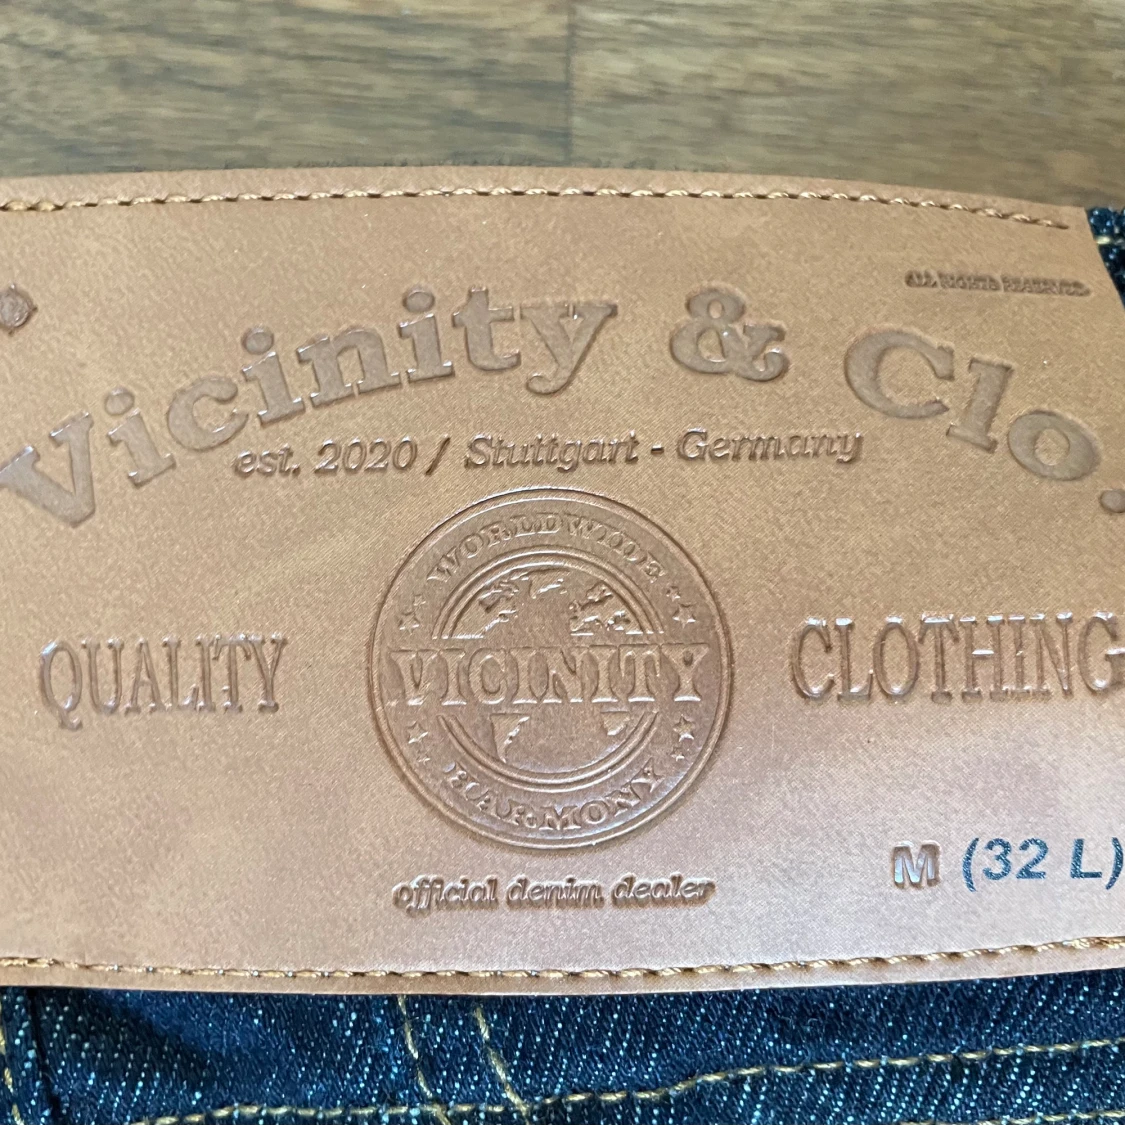 ALL RIGHTS RESERVED.
Vicinity & Clo.
est. 2020 / Stuttgart - Germany
WORLDWIDE
QUALITY
VICINITY
CLOTHING
HARMONY
M (32 L)
official denim dealer